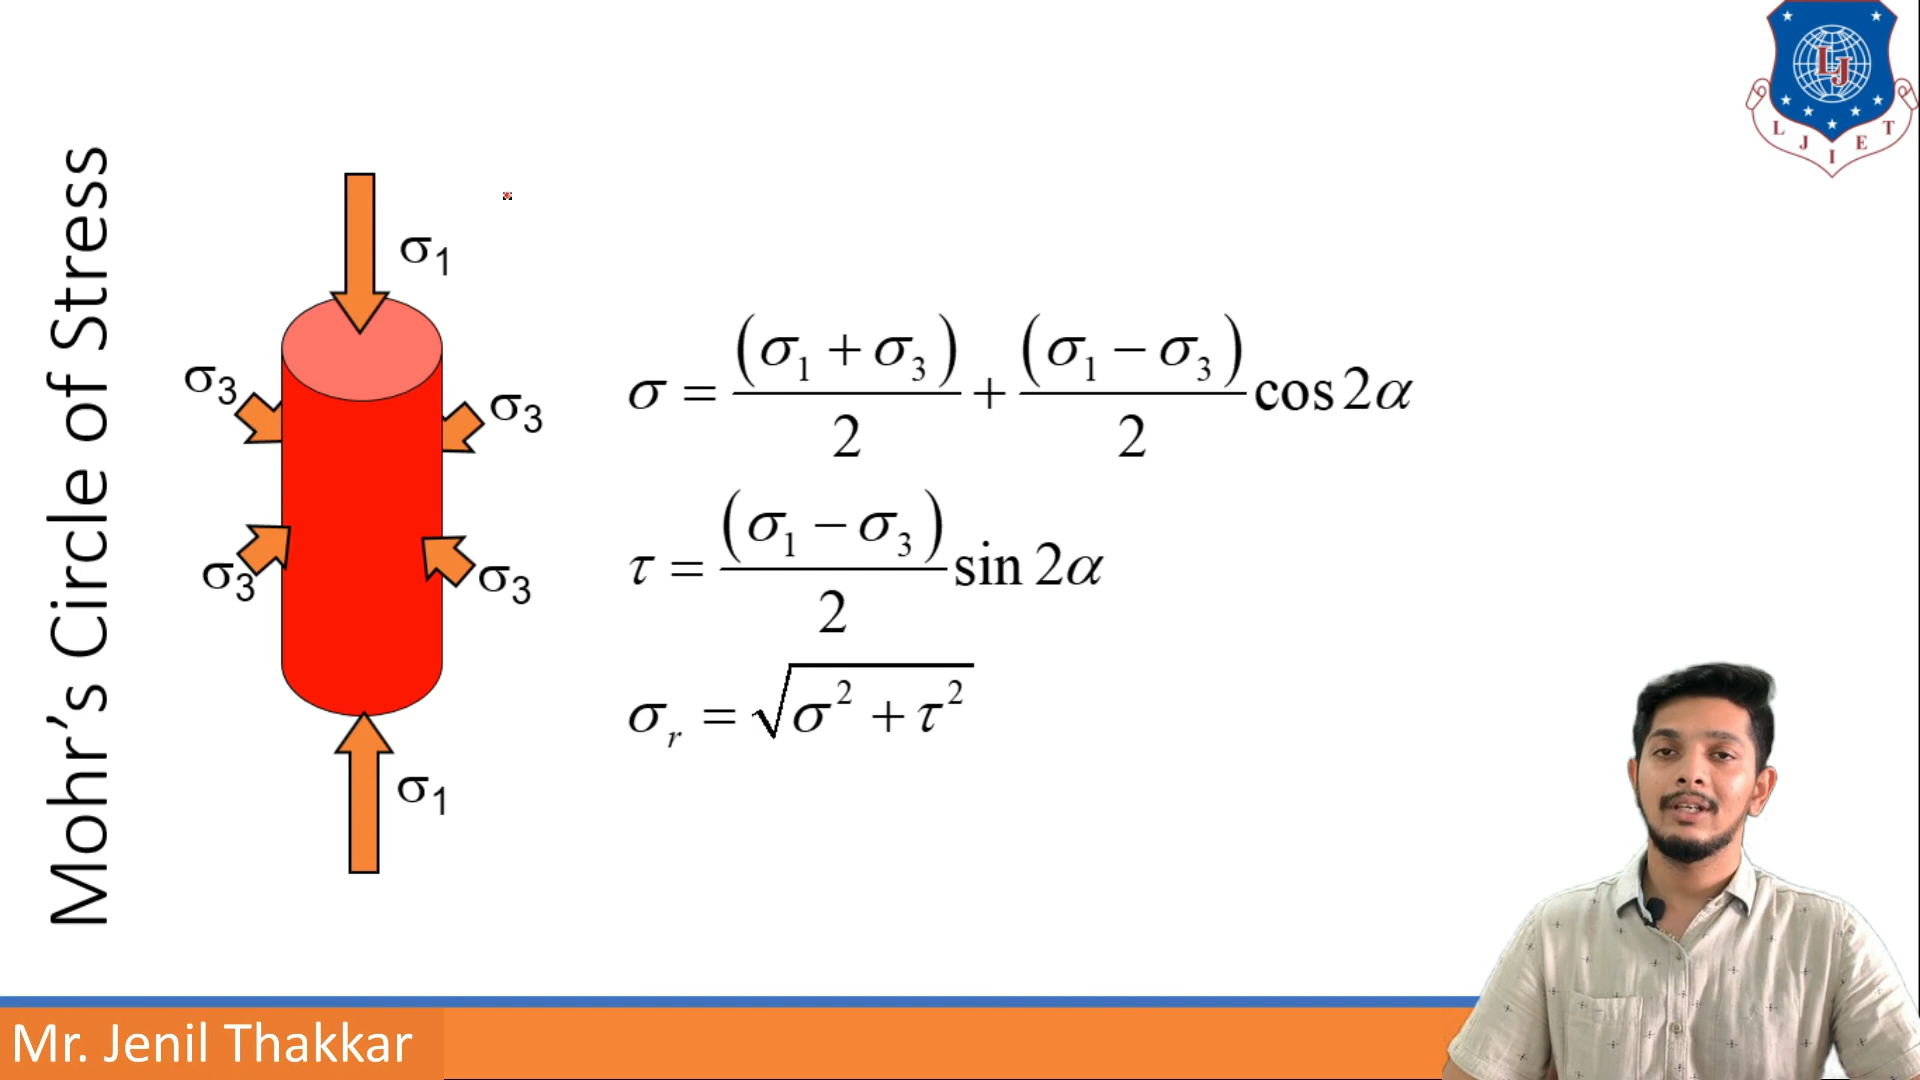 Mohr's Circle of Stress
σ1
σ3
σ3
σ3
σ3
σ1
σ = (σ1 + σ3)/2 + (σ1 − σ3)/2 cos 2α
τ = (σ1 − σ3)/2 sin 2α
σr = √(σ² + τ²)
LJ
L J I E T
Mr. Jenil Thakkar